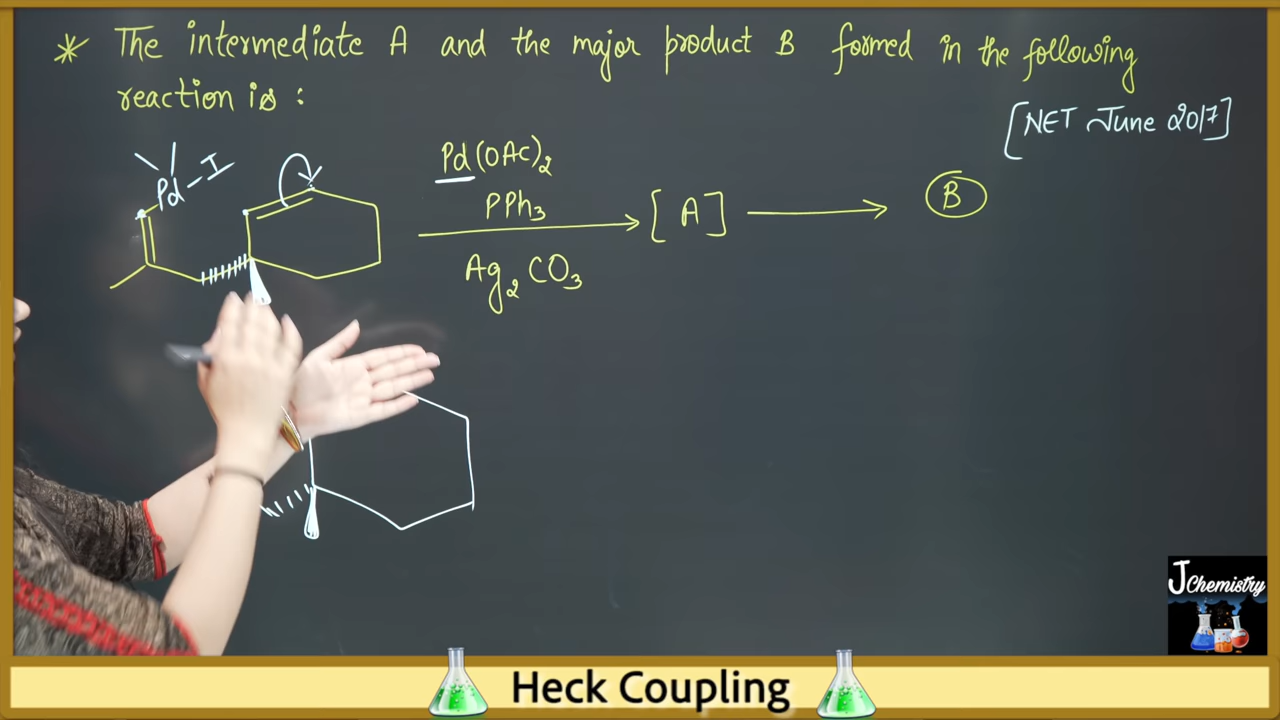 * The intermediate A and the major product B formed in the following
reaction is :
[NET June 2017]
Pd-I
Pd(OAc)2
PPh3
Ag2CO3
[A]
B
J Chemistry
Heck Coupling